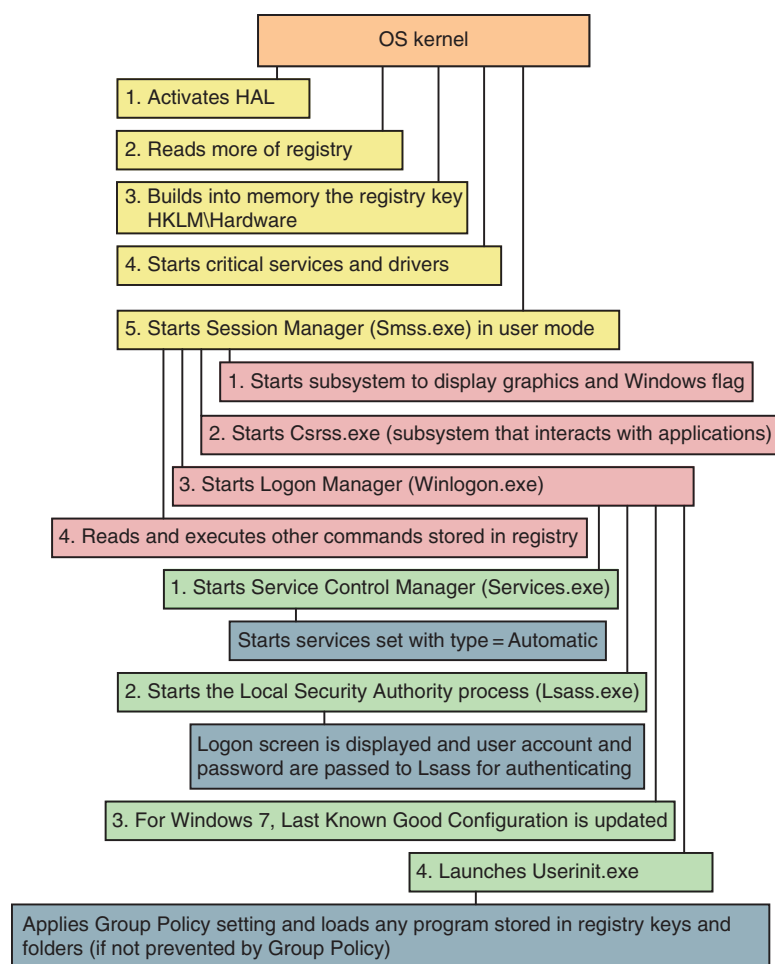 OS kernel
1. Activates HAL
2. Reads more of registry
3. Builds into memory the registry key
HKLM\Hardware
4. Starts critical services and drivers
5. Starts Session Manager (Smss.exe) in user mode
1. Starts subsystem to display graphics and Windows flag
2. Starts Csrss.exe (subsystem that interacts with applications)
3. Starts Logon Manager (Winlogon.exe)
4. Reads and executes other commands stored in registry
1. Starts Service Control Manager (Services.exe)
Starts services set with type = Automatic
2. Starts the Local Security Authority process (Lsass.exe)
Logon screen is displayed and user account and
password are passed to Lsass for authenticating
3. For Windows 7, Last Known Good Configuration is updated
4. Launches Userinit.exe
Applies Group Policy setting and loads any program stored in registry keys and
folders (if not prevented by Group Policy)